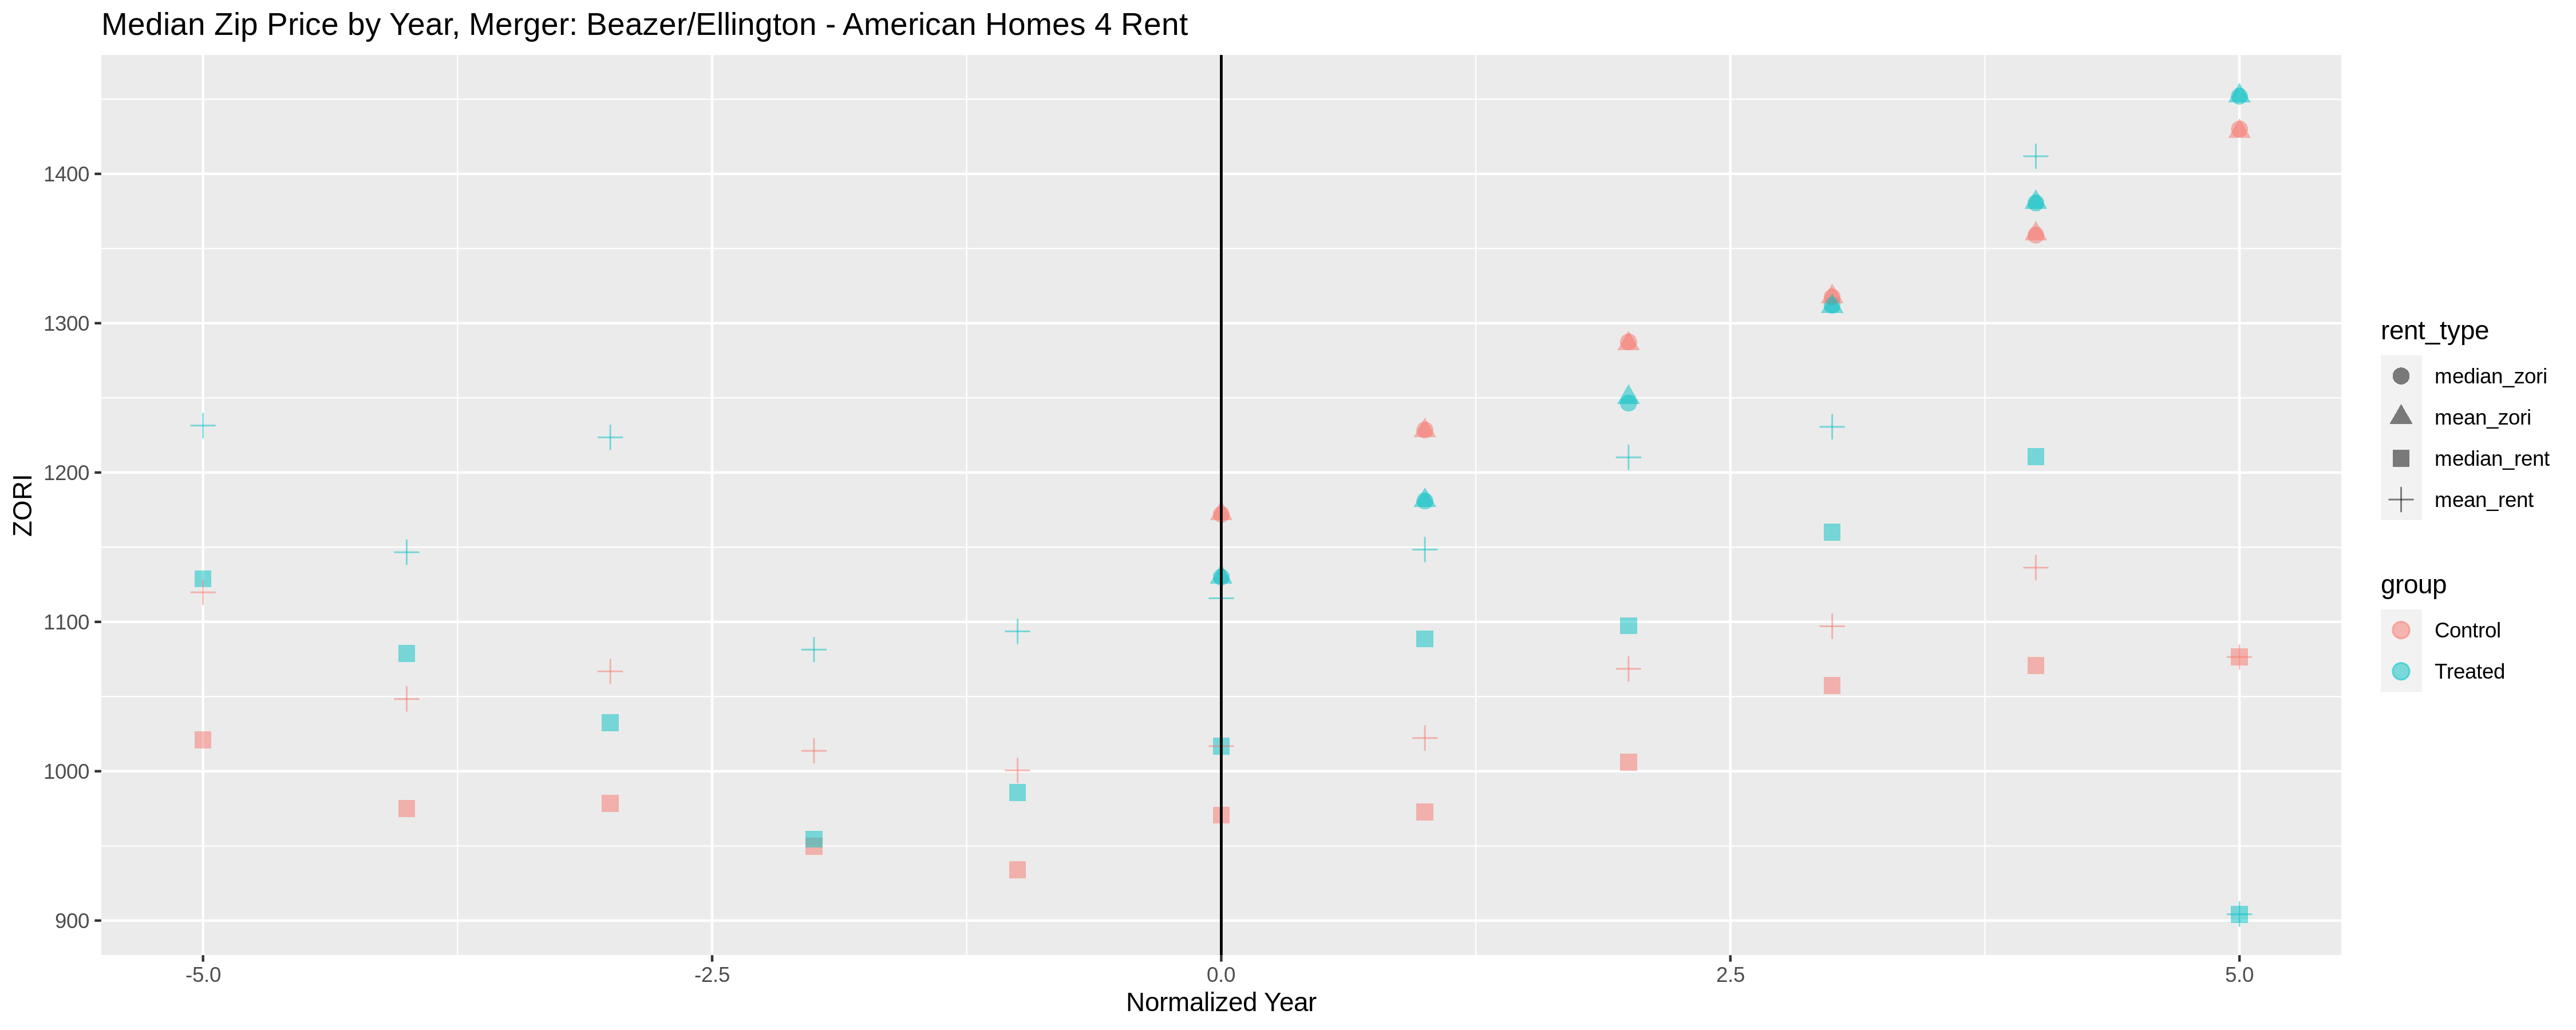 Median Zip Price by Year, Merger: Beazer/Ellington - American Homes 4 Rent
ZORI
1400
1300
1200
1100
1000
900
-5.0
-2.5
0.0
2.5
5.0
Normalized Year
rent_type
median_zori
mean_zori
median_rent
mean_rent
group
Control
Treated